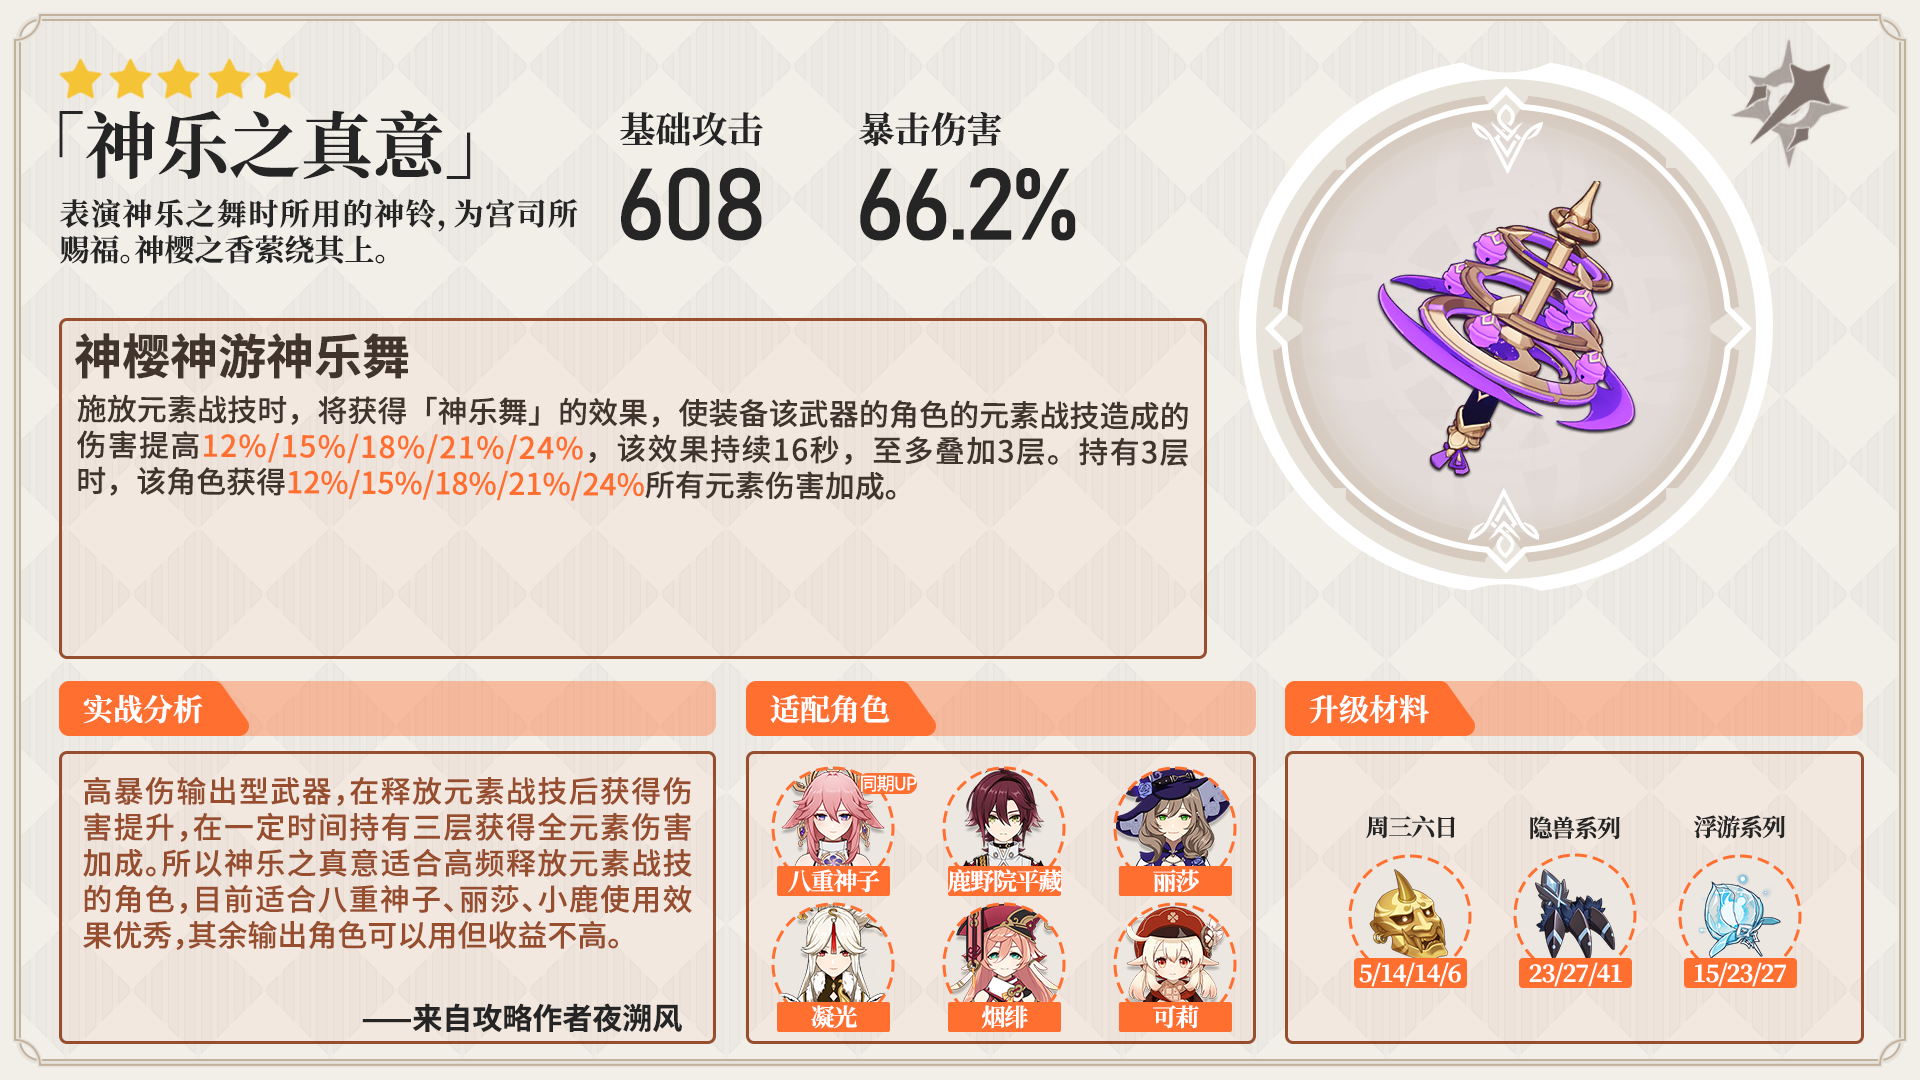 「神乐之真意」
表演神乐之舞时所用的神铃，为宫司所
赐福。神樱之香萦绕其上。
基础攻击
608
暴击伤害
66.2%
神樱神游神乐舞
施放元素战技时，将获得「神乐舞」的效果，使装备该武器的角色的元素战技造成的
伤害提高12%/15%/18%/21%/24%，该效果持续16秒，至多叠加3层。持有3层
时，该角色获得12%/15%/18%/21%/24%所有元素伤害加成。
实战分析
高暴伤输出型武器，在释放元素战技后获得伤
害提升，在一定时间持有三层获得全元素伤害
加成。所以神乐之真意适合高频释放元素战技
的角色，目前适合八重神子、丽莎、小鹿使用效
果优秀，其余输出角色可以用但收益不高。
——来自攻略作者夜溯风
适配角色
同期UP
八重神子
鹿野院平藏
丽莎
凝光
烟绯
可莉
升级材料
周三六日
隐兽系列
浮游系列
5/14/14/6
23/27/41
15/23/27